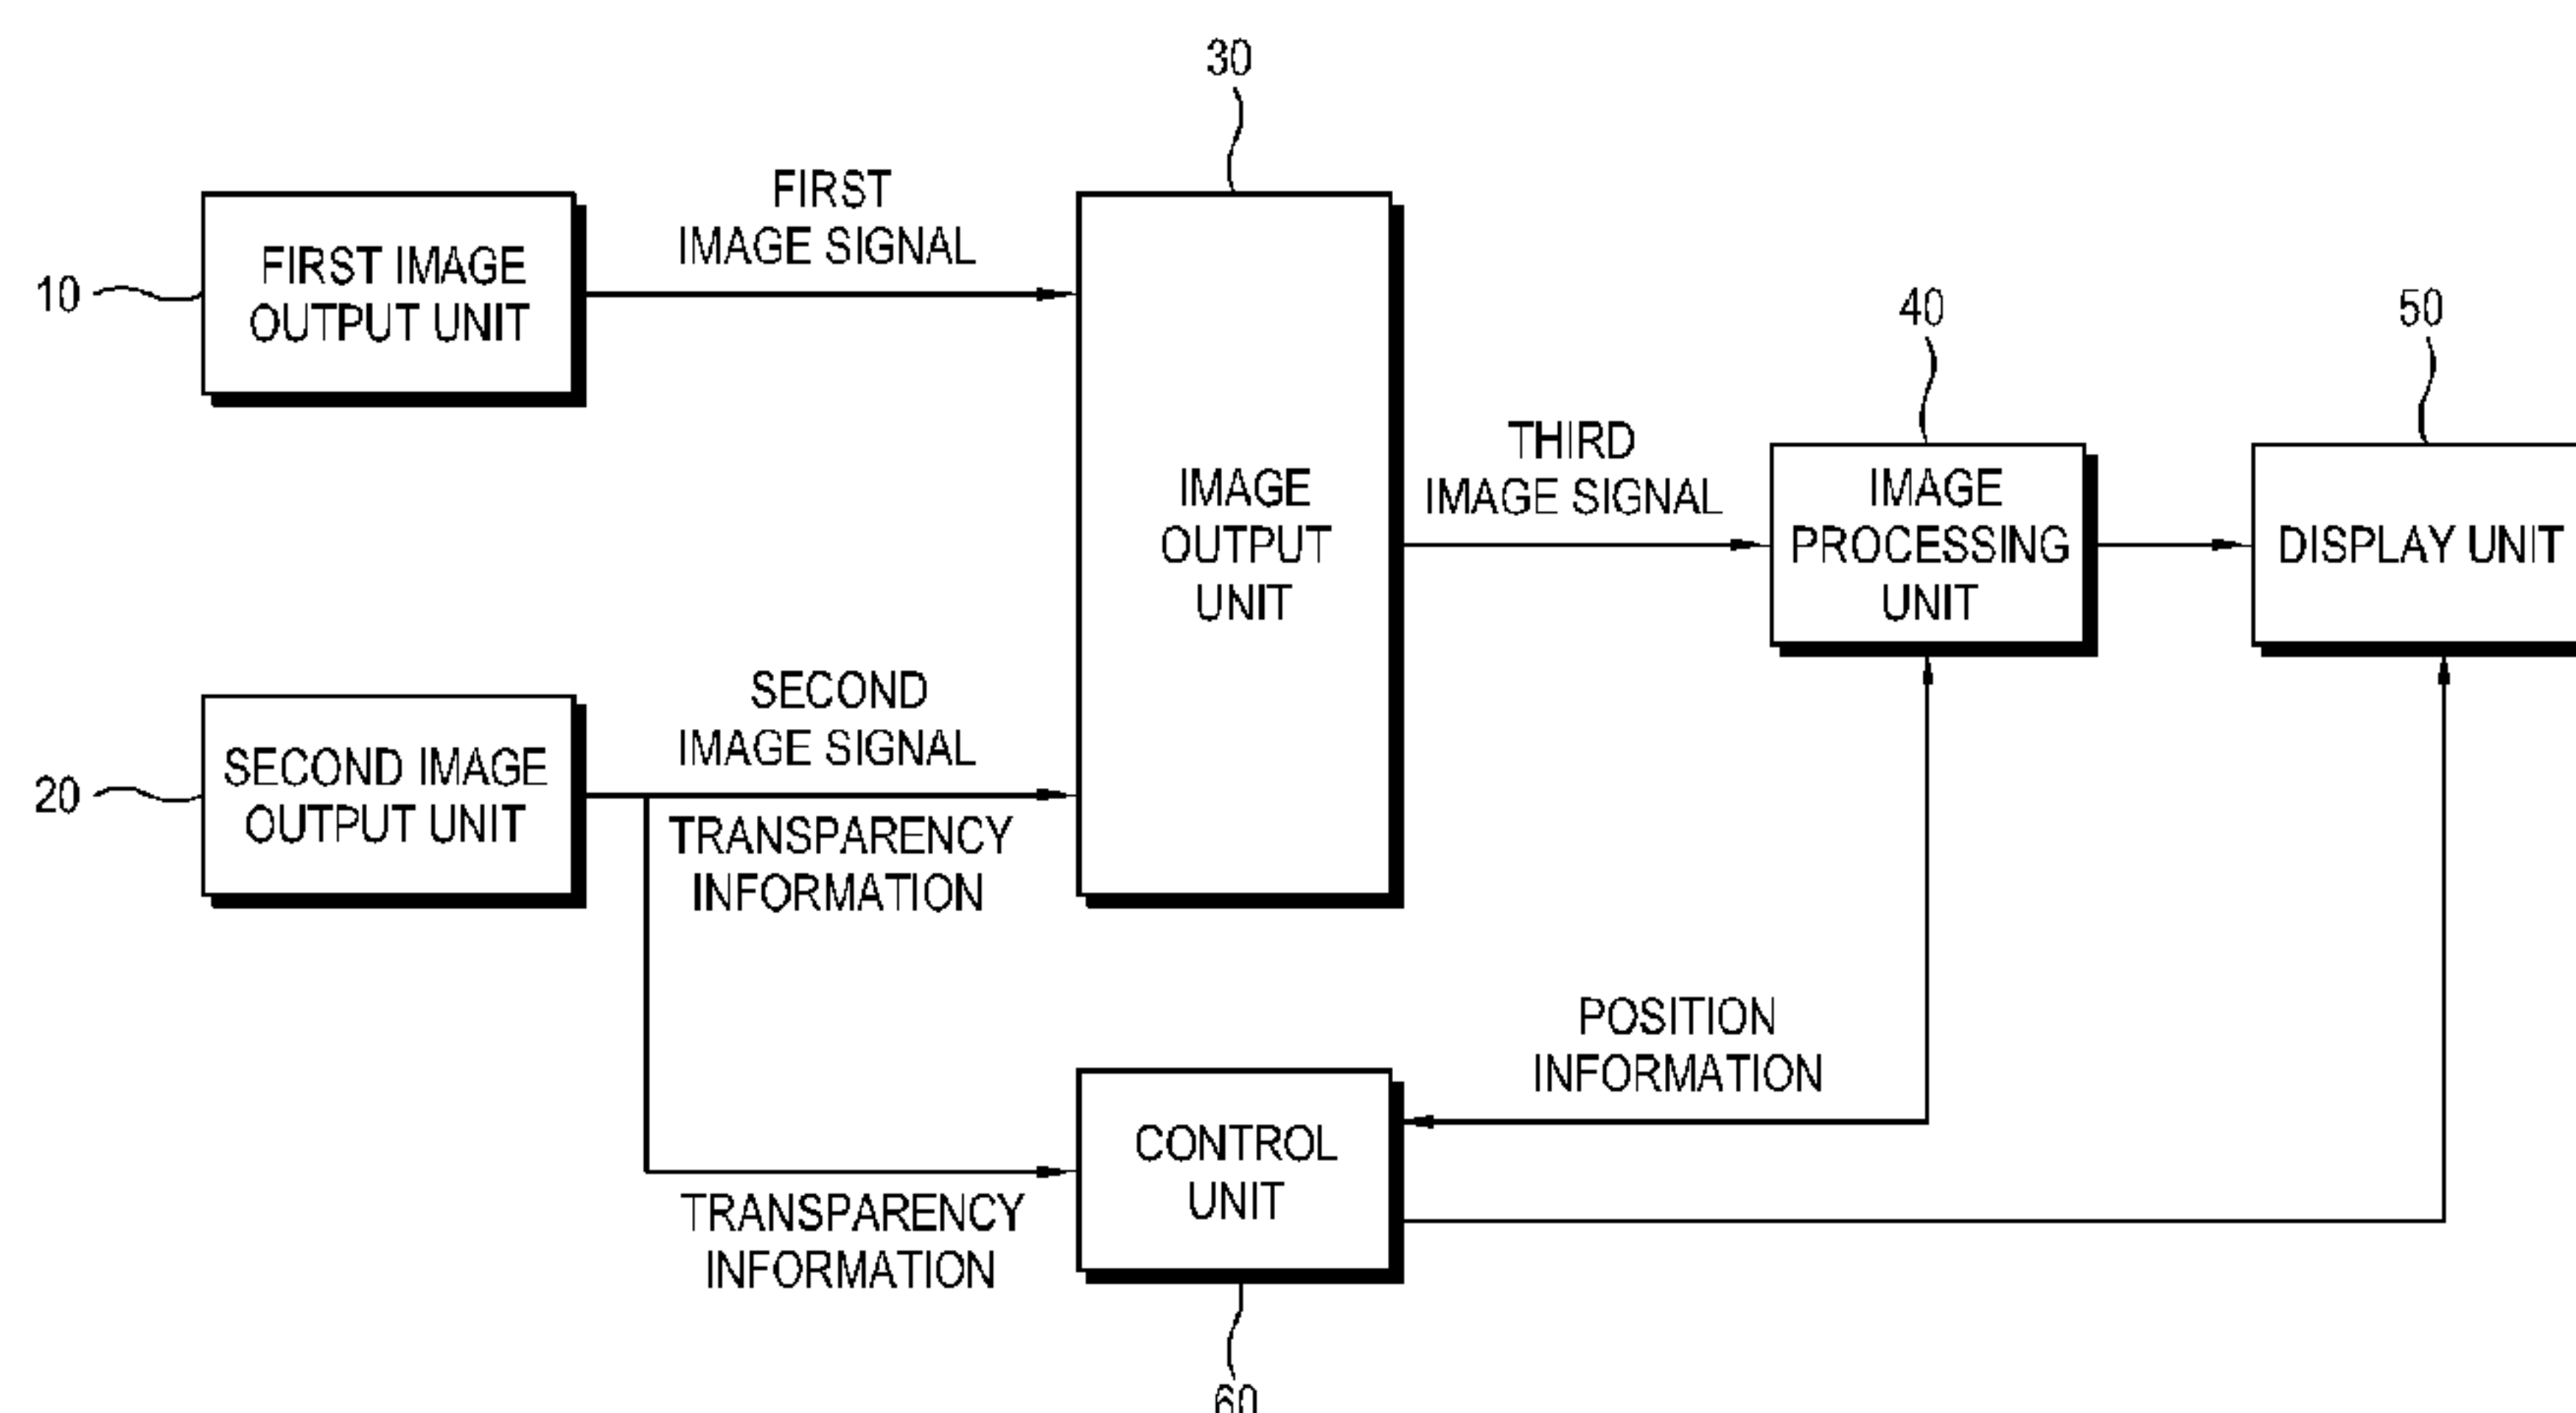 30
FIRST
IMAGE SIGNAL
10
FIRST IMAGE
OUTPUT UNIT
40
50
THIRD
IMAGE SIGNAL
IMAGE
OUTPUT
UNIT
IMAGE
PROCESSING
UNIT
DISPLAY UNIT
SECOND
IMAGE SIGNAL
20
SECOND IMAGE
OUTPUT UNIT
TRANSPARENCY
INFORMATION
POSITION
INFORMATION
CONTROL
UNIT
TRANSPARENCY
INFORMATION
60